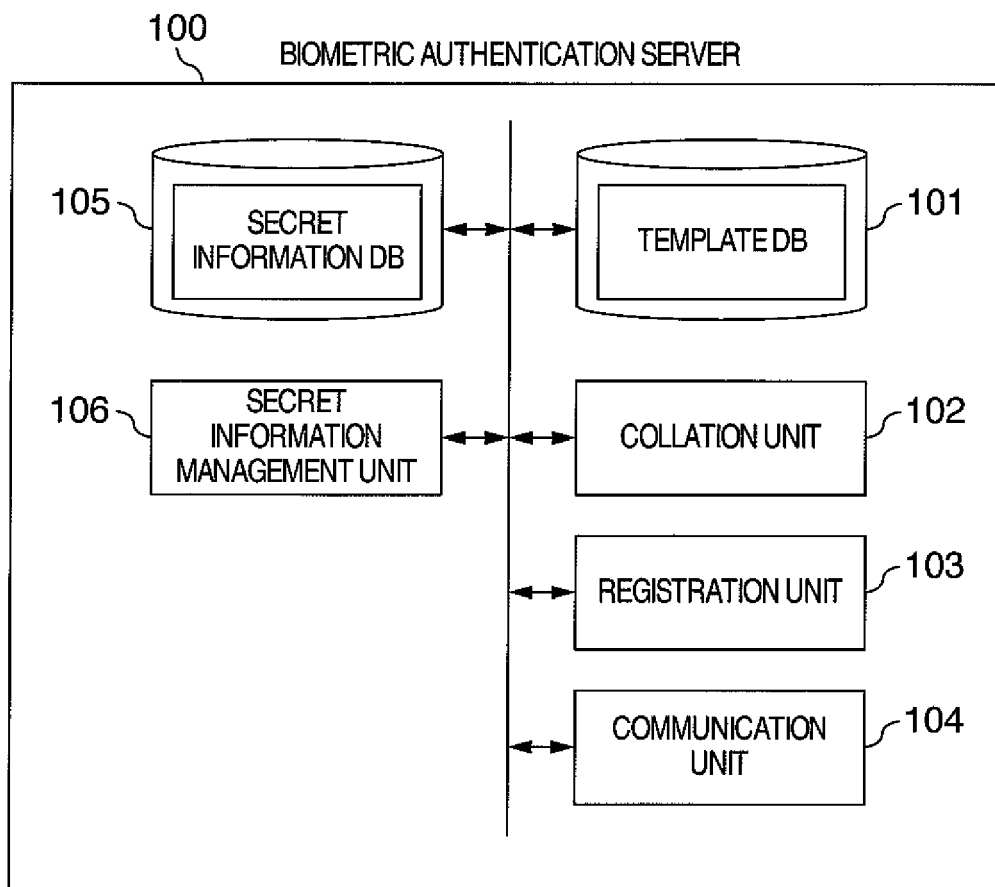 100
BIOMETRIC AUTHENTICATION SERVER
105
SECRET
INFORMATION DB
TEMPLATE DB
101
106
SECRET
INFORMATION
MANAGEMENT UNIT
COLLATION UNIT
102
REGISTRATION UNIT
103
COMMUNICATION
UNIT
104